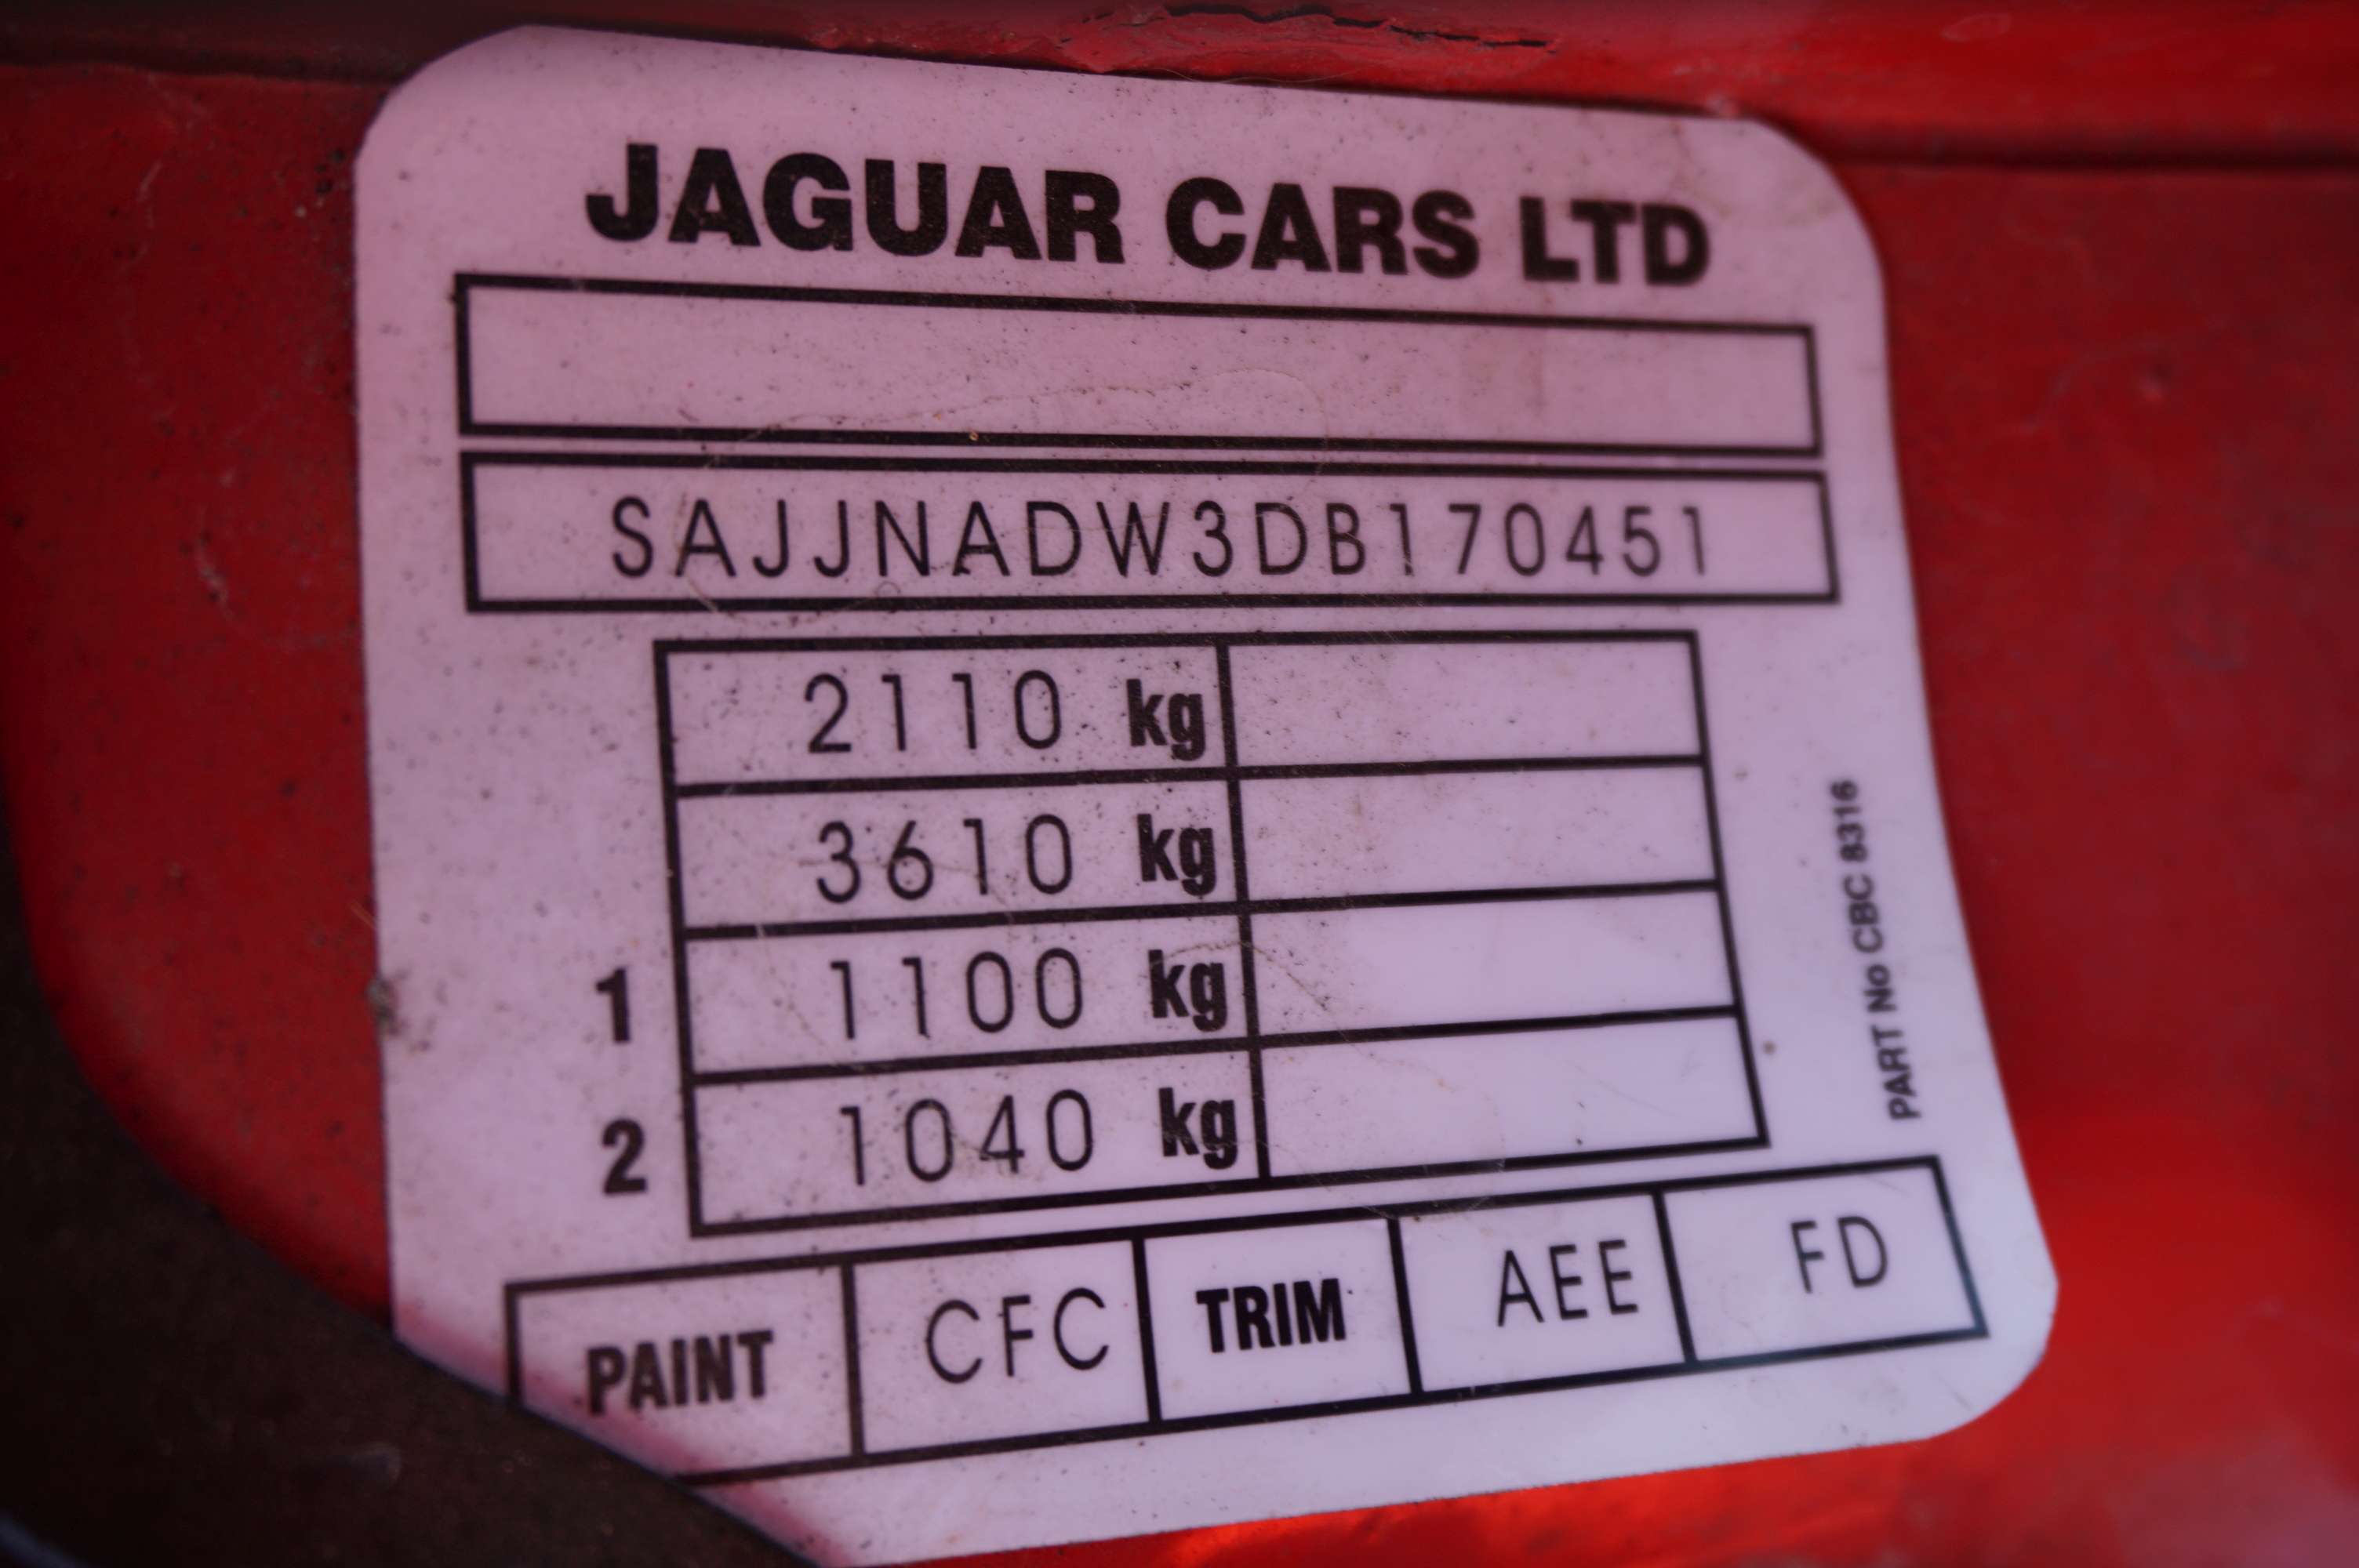 JAGUAR CARS LTD
SAJJNADW3DB170451
2110 kg
3610 kg
1 1100 kg
2 1040 kg
PART No CBC 8316
PAINT CFC TRIM AEE FD